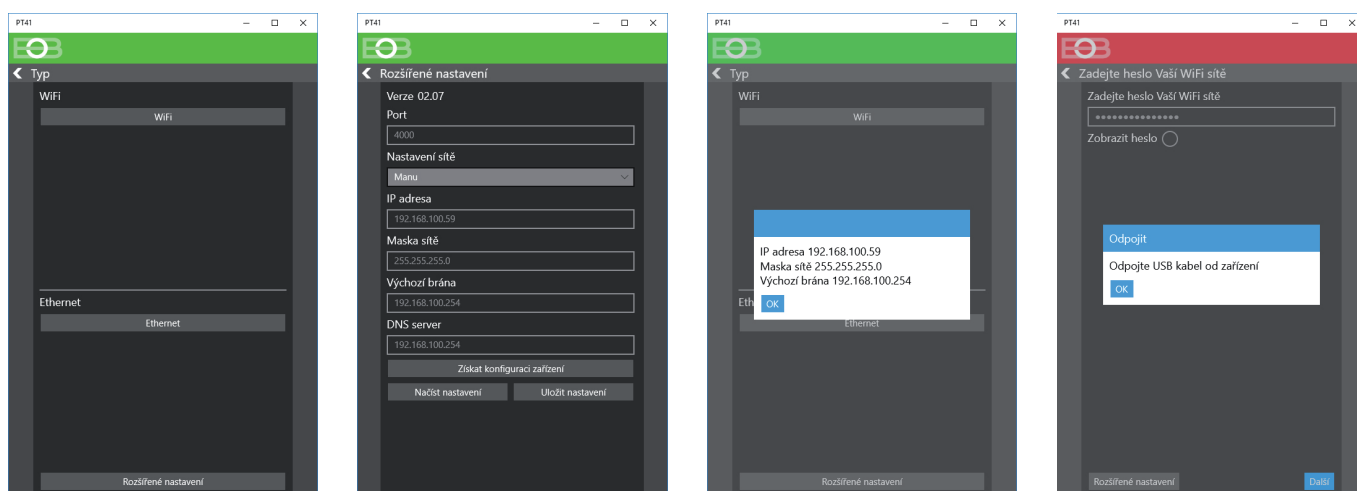 PT41
EOB
Typ
WiFi
WiFi
Ethernet
Ethernet
Rozšířené nastavení
PT41
EOB
Rozšířené nastavení
Verze 02.07
Port
4000
Nastavení sítě
Manu
IP adresa
192.168.100.59
Maska sítě
255.255.255.0
Výchozí brána
192.168.100.254
DNS server
192.168.100.254
Získat konfiguraci zařízení
Načíst nastavení Uložit nastavení
PT41
EOB
Typ
WiFi
WiFi
IP adresa 192.168.100.59
Maska sítě 255.255.255.0
Výchozí brána 192.168.100.254
OK
Eth
Ethernet
Rozšířené nastavení
PT41
EOB
Zadejte heslo Vaší WiFi sítě
Zadejte heslo Vaší WiFi sítě
Zobrazit heslo
Odpojit
Odpojte USB kabel od zařízení
OK
Rozšířené nastavení Další